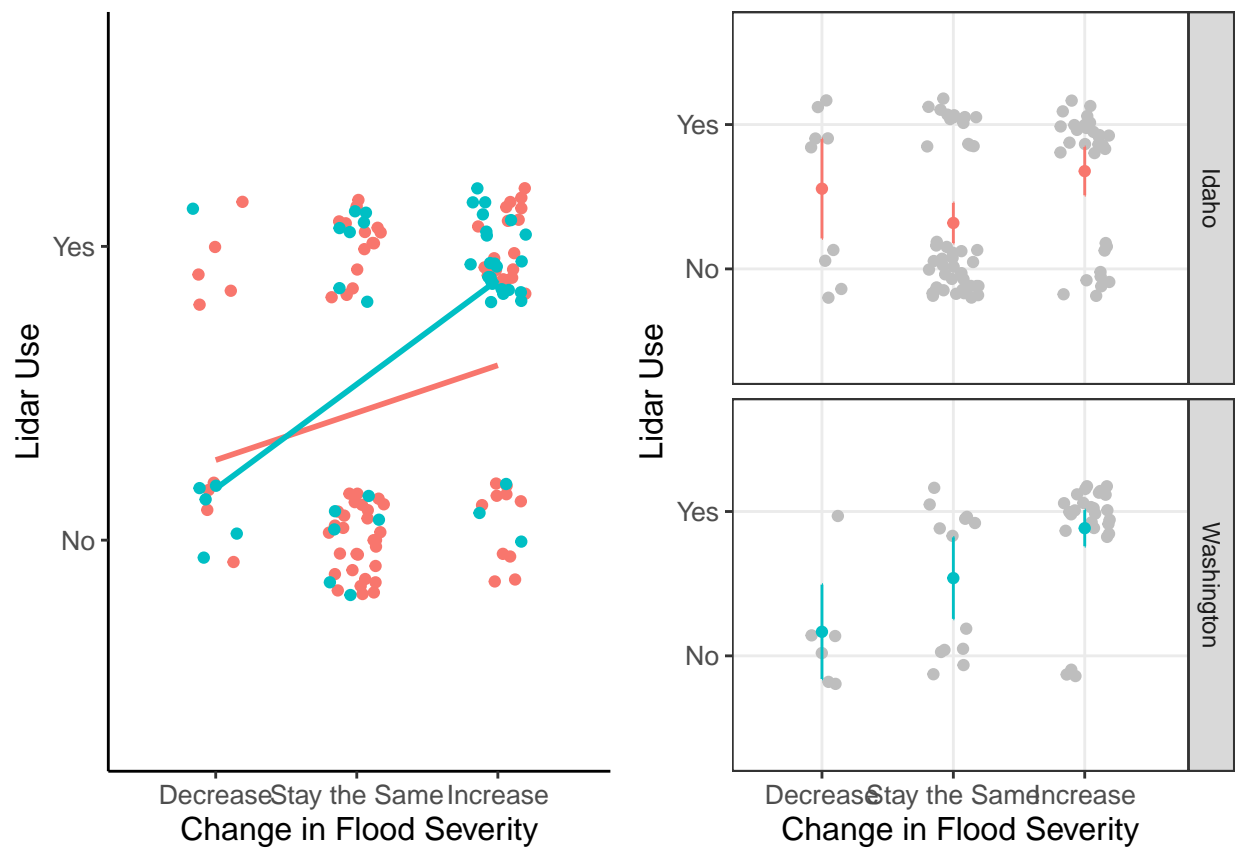 Lidar Use
Yes
No
Decrease
Stay the Same
Increase
Change in Flood Severity
Lidar Use
Yes
No
Idaho
Yes
No
Washington
Decrease
Stay the Same
Increase
Change in Flood Severity